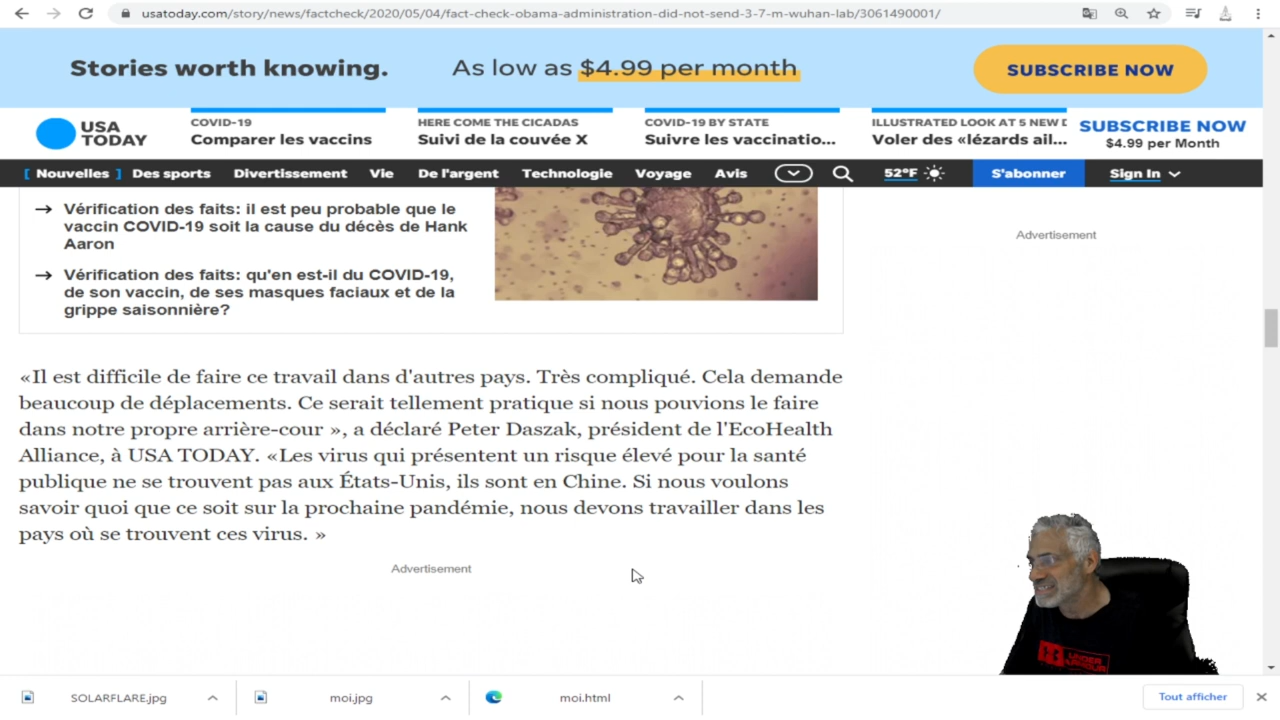 usatoday.com/story/news/factcheck/2020/05/04/fact-check-obama-administration-did-not-send-3-7-m-wuhan-lab/3061490001/
Stories worth knowing.
As low as $4.99 per month
SUBSCRIBE NOW
USA
TODAY
COVID-19
Comparer les vaccins
HERE COME THE CICADAS
Suivi de la couvée X
COVID-19 BY STATE
Suivre les vaccinatio...
ILLUSTRATED LOOK AT 5 NEW D
Voler des «lézards ail...
SUBSCRIBE NOW
$4.99 per Month
[ Nouvelles ] Des sports Divertissement Vie De l'argent Technologie Voyage Avis 52°F S'abonner Sign In
→ Vérification des faits: il est peu probable que le
vaccin COVID-19 soit la cause du décès de Hank
Aaron
→ Vérification des faits: qu'en est-il du COVID-19,
de son vaccin, de ses masques faciaux et de la
grippe saisonnière?
Advertisement
«Il est difficile de faire ce travail dans d'autres pays. Très compliqué. Cela demande
beaucoup de déplacements. Ce serait tellement pratique si nous pouvions le faire
dans notre propre arrière-cour », a déclaré Peter Daszak, président de l'EcoHealth
Alliance, à USA TODAY. «Les virus qui présentent un risque élevé pour la santé
publique ne se trouvent pas aux États-Unis, ils sont en Chine. Si nous voulons
savoir quoi que ce soit sur la prochaine pandémie, nous devons travailler dans les
pays où se trouvent ces virus. »
Advertisement
UNDER
ARMOUR
SOLARFLARE.jpg
moi.jpg
moi.html
Tout afficher